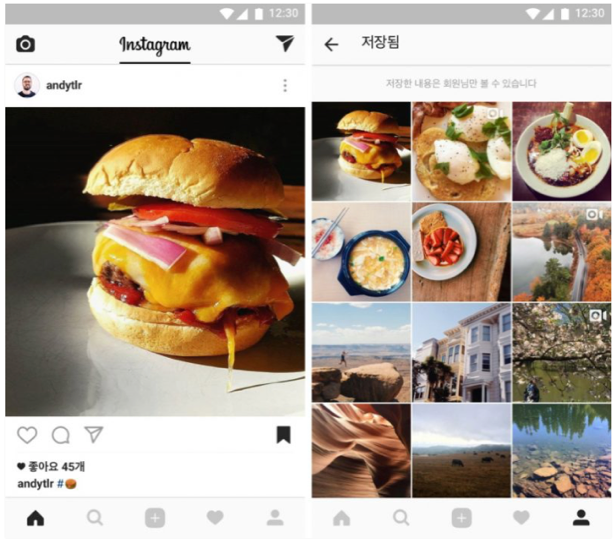 12:30
Instagram
andytlr
좋아요 45개
andytlr #🍔
12:30
저장됨
저장한 내용은 회원님만 볼 수 있습니다